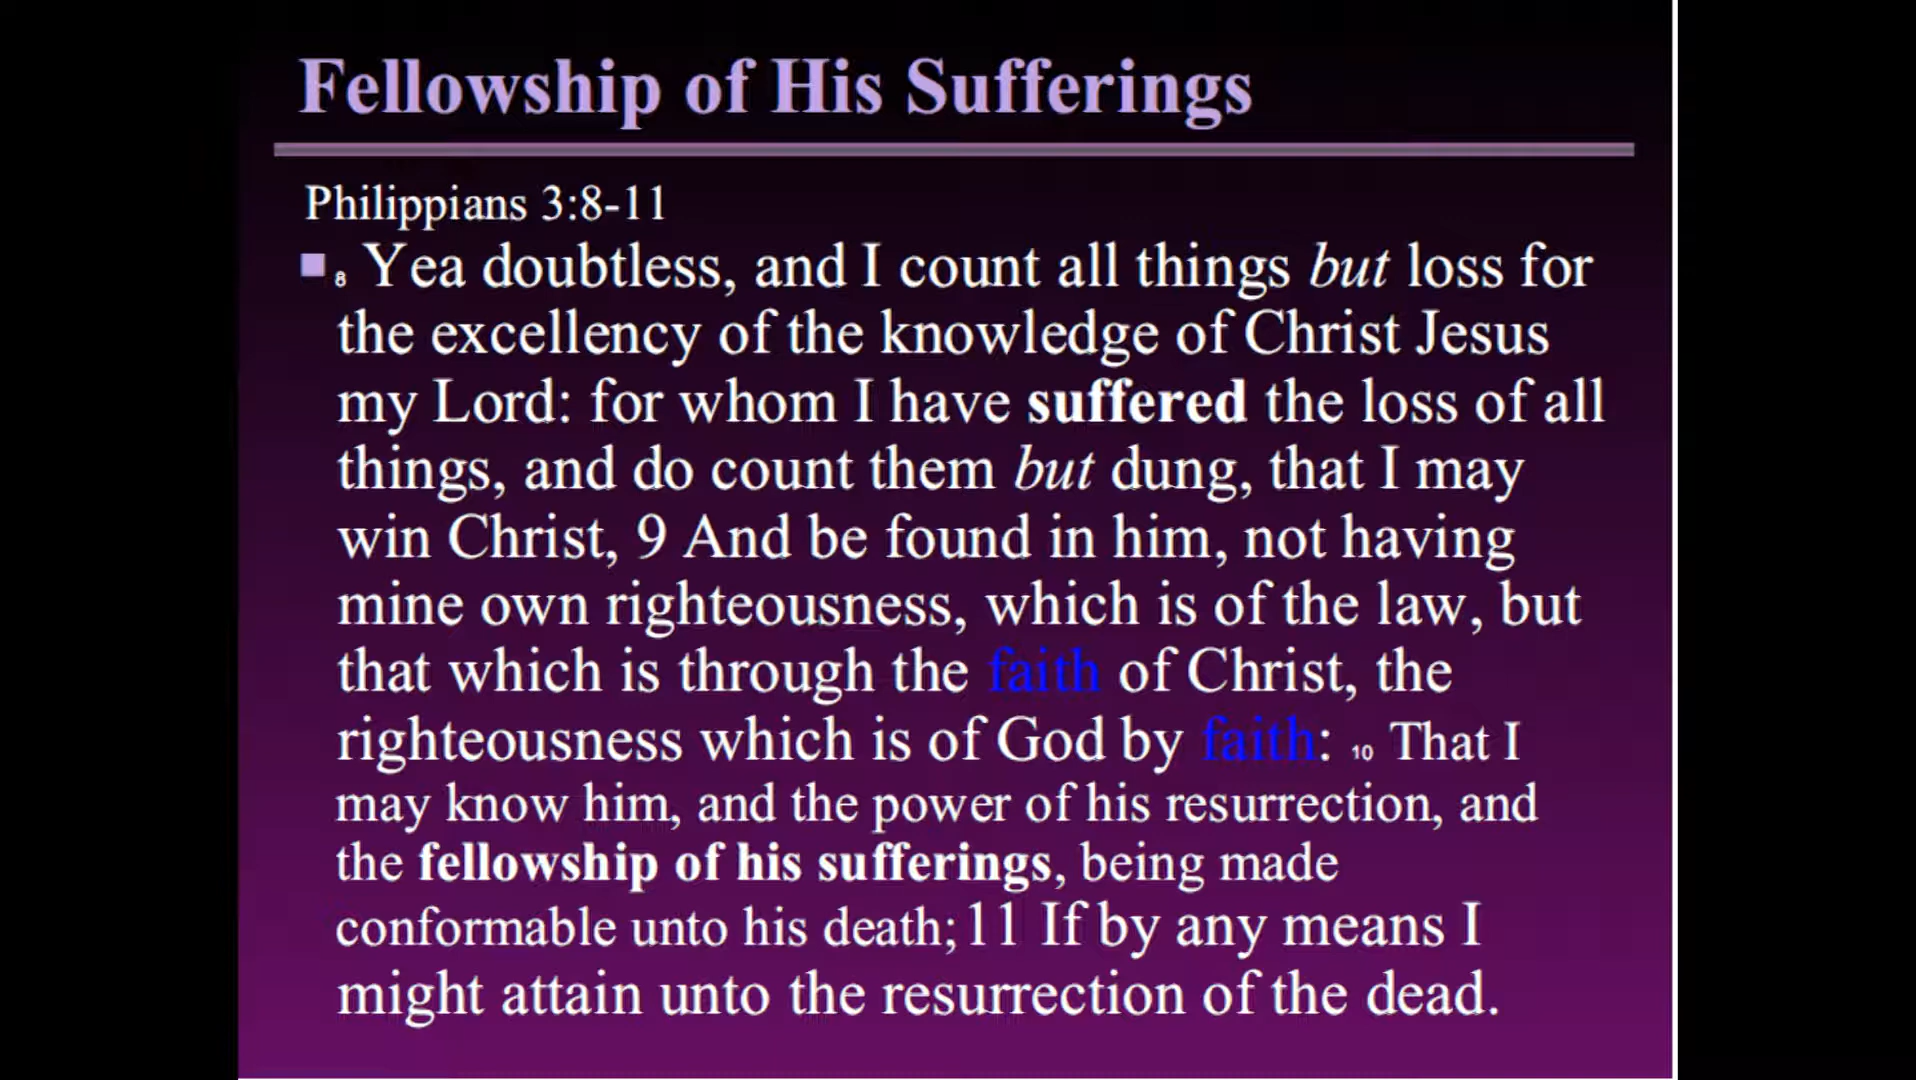 Fellowship of His Sufferings
Philippians 3:8-11
8 Yea doubtless, and I count all things but loss for
the excellency of the knowledge of Christ Jesus
my Lord: for whom I have suffered the loss of all
things, and do count them but dung, that I may
win Christ, 9 And be found in him, not having
mine own righteousness, which is of the law, but
that which is through the faith of Christ, the
righteousness which is of God by faith: 10 That I
may know him, and the power of his resurrection, and
the fellowship of his sufferings, being made
conformable unto his death; 11 If by any means I
might attain unto the resurrection of the dead.